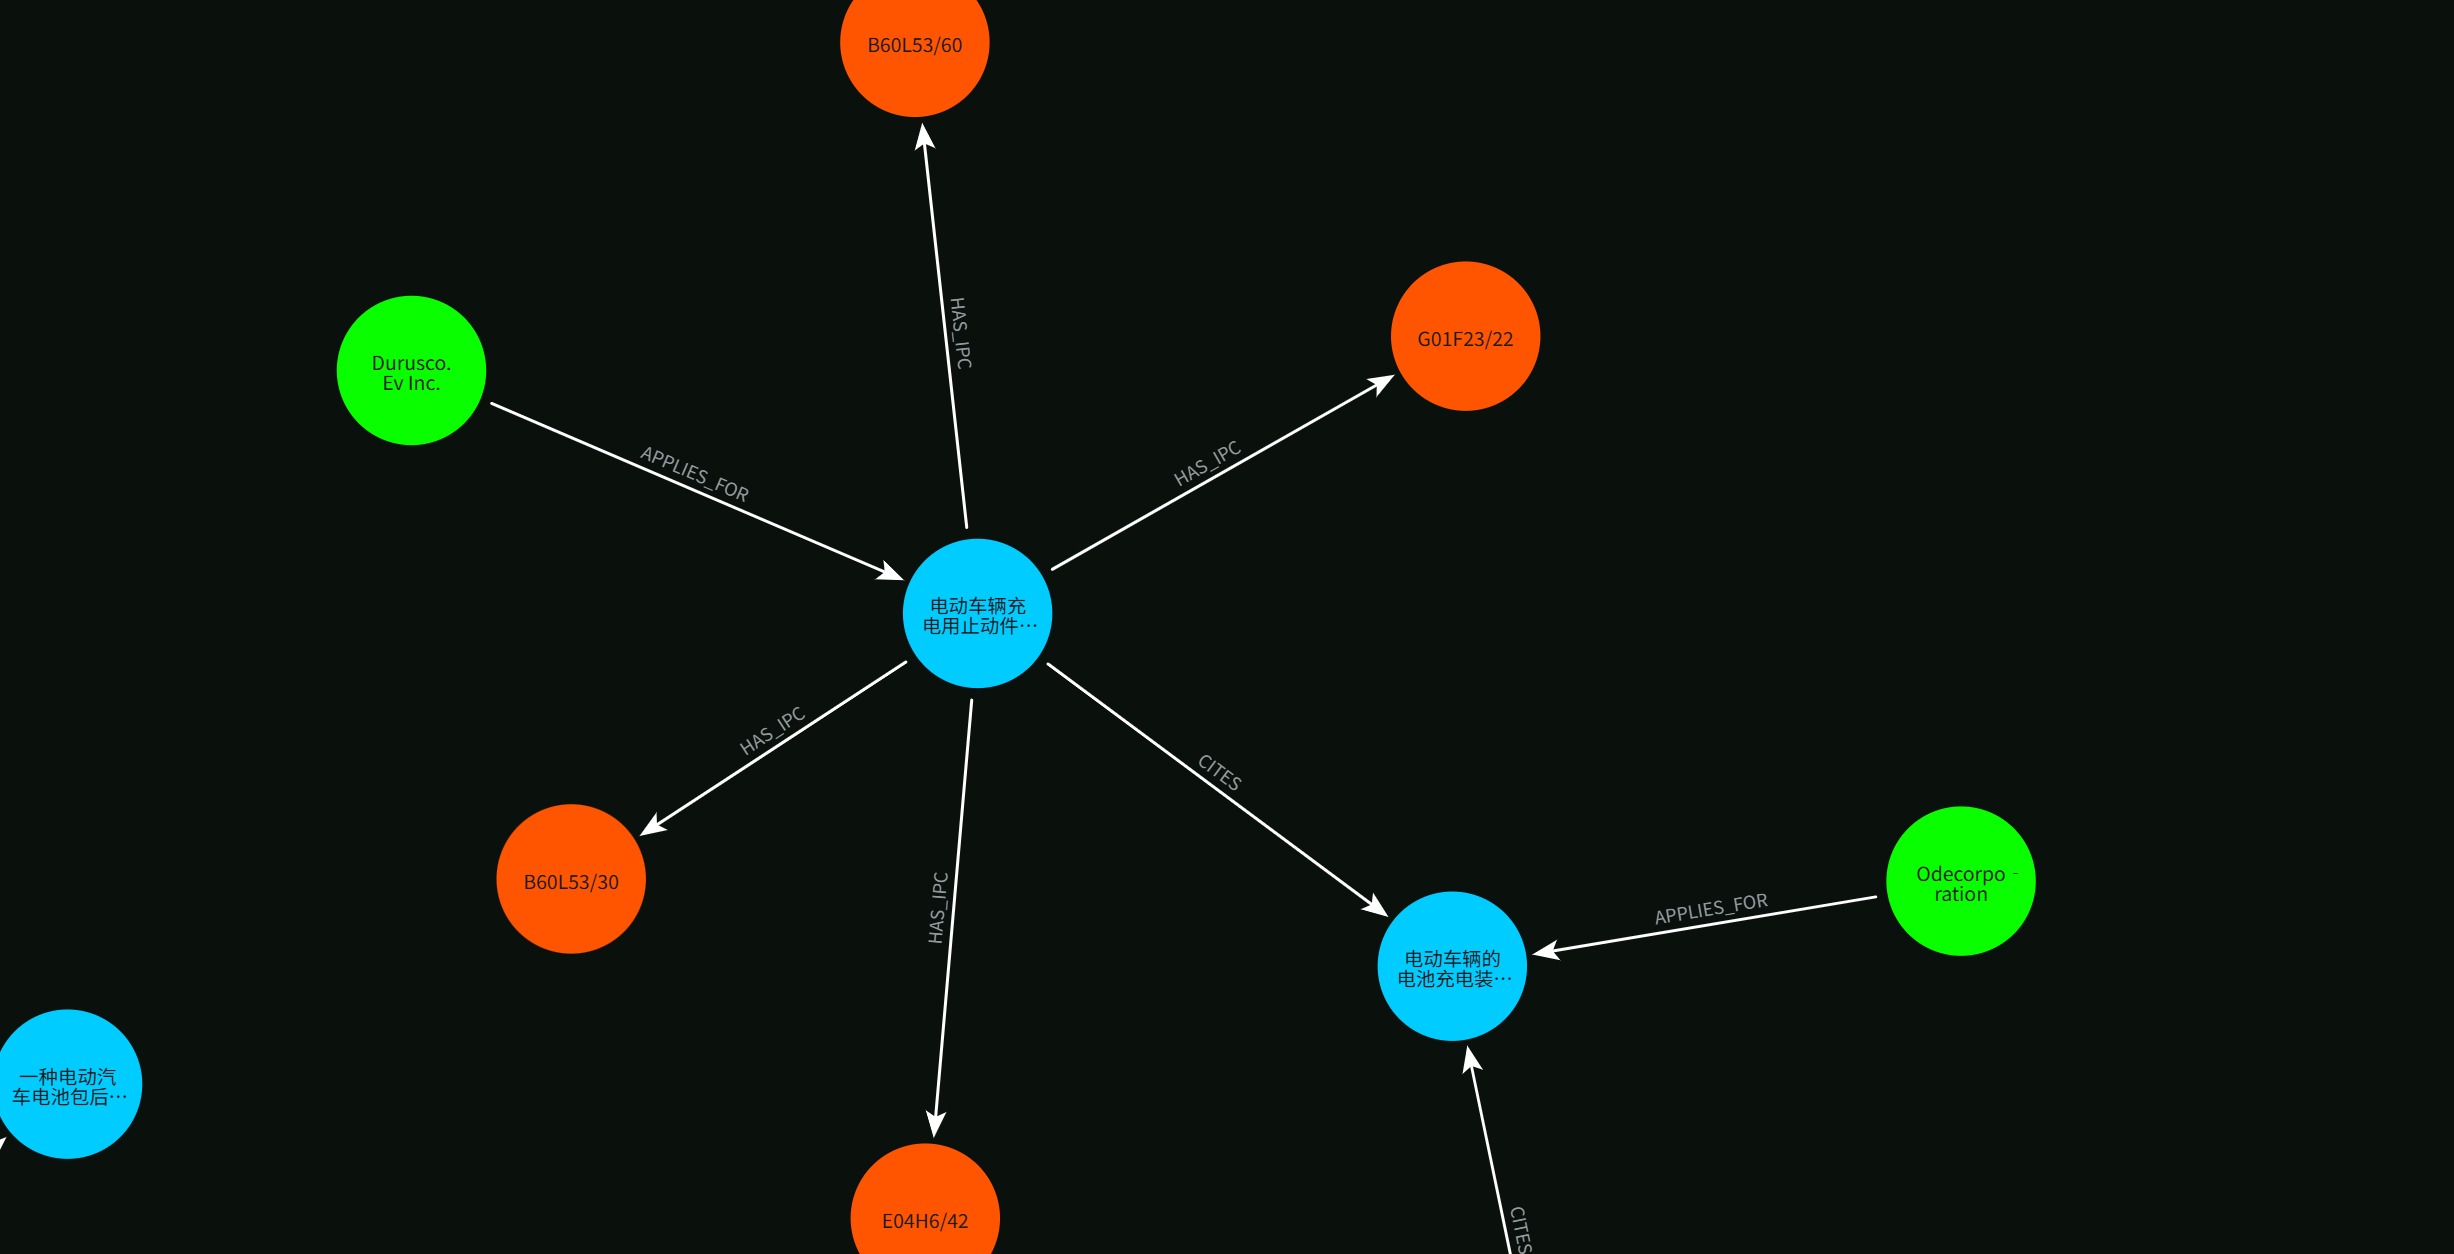 B60L53/60
HAS_IPC
G01F23/22
Durusco.
Ev Inc.
HAS_IPC
APPLIES_FOR
电动车辆充
电用止动件…
HAS_IPC
CITES
B60L53/30
HAS_IPC
Odecorpo -
ration
APPLIES_FOR
电动车辆的
电池充电装…
一种电动汽
车电池包后…
E04H6/42
CITES